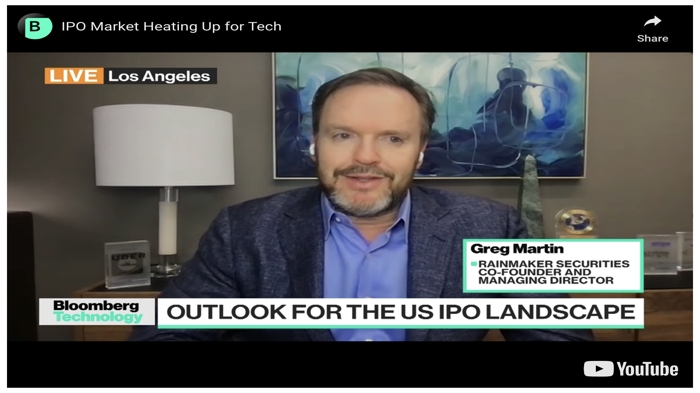 B
IPO Market Heating Up for Tech
Share
LIVE Los Angeles
UBER
Greg Martin
RAINMAKER SECURITIES
CO-FOUNDER AND
MANAGING DIRECTOR
Bloomberg
Technology
OUTLOOK FOR THE US IPO LANDSCAPE
YouTube